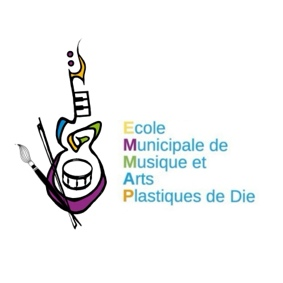 Ecole
Municipale de
Musique et
Arts
Plastiques de Die